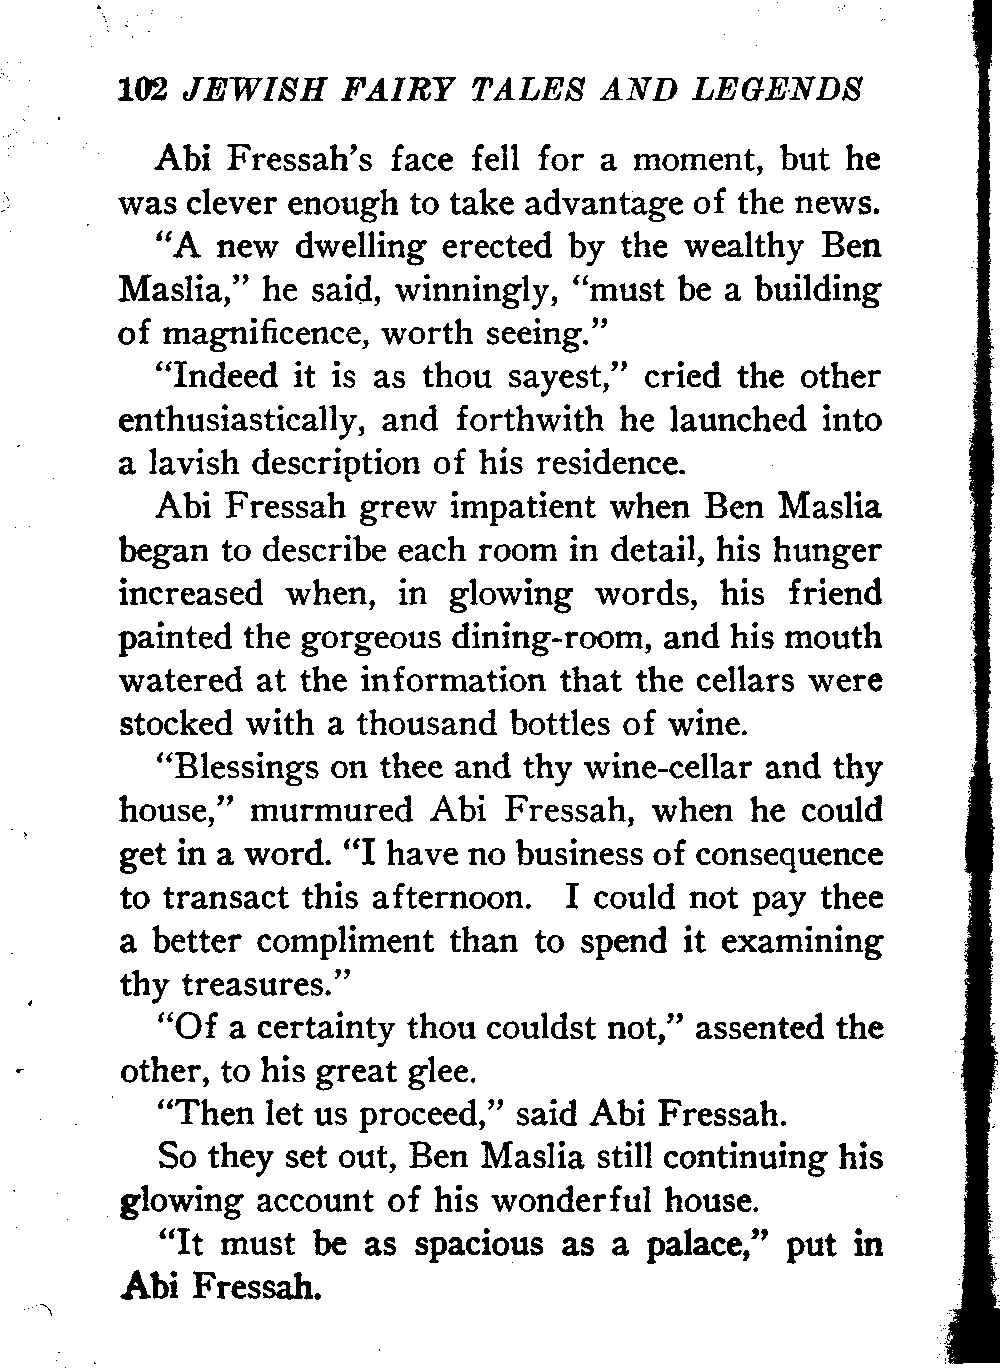 102 JEWISH FAIRY TALES AND LEGENDS
Abi Fressah's face fell for a moment, but he
was clever enough to take advantage of the news.
“A new dwelling erected by the wealthy Ben
Maslia,” he said, winningly, “must be a building
of magnificence, worth seeing.”
“Indeed it is as thou sayest,” cried the other
enthusiastically, and forthwith he launched into
a lavish description of his residence.
Abi Fressah grew impatient when Ben Maslia
began to describe each room in detail, his hunger
increased when, in glowing words, his friend
painted the gorgeous dining-room, and his mouth
watered at the information that the cellars were
stocked with a thousand bottles of wine.
“Blessings on thee and thy wine-cellar and thy
house,” murmured Abi Fressah, when he could
get in a word. “I have no business of consequence
to transact this afternoon. I could not pay thee
a better compliment than to spend it examining
thy treasures.”
“Of a certainty thou couldst not,” assented the
other, to his great glee.
“Then let us proceed,” said Abi Fressah.
So they set out, Ben Maslia still continuing his
glowing account of his wonderful house.
“It must be as spacious as a palace,” put in
Abi Fressah.